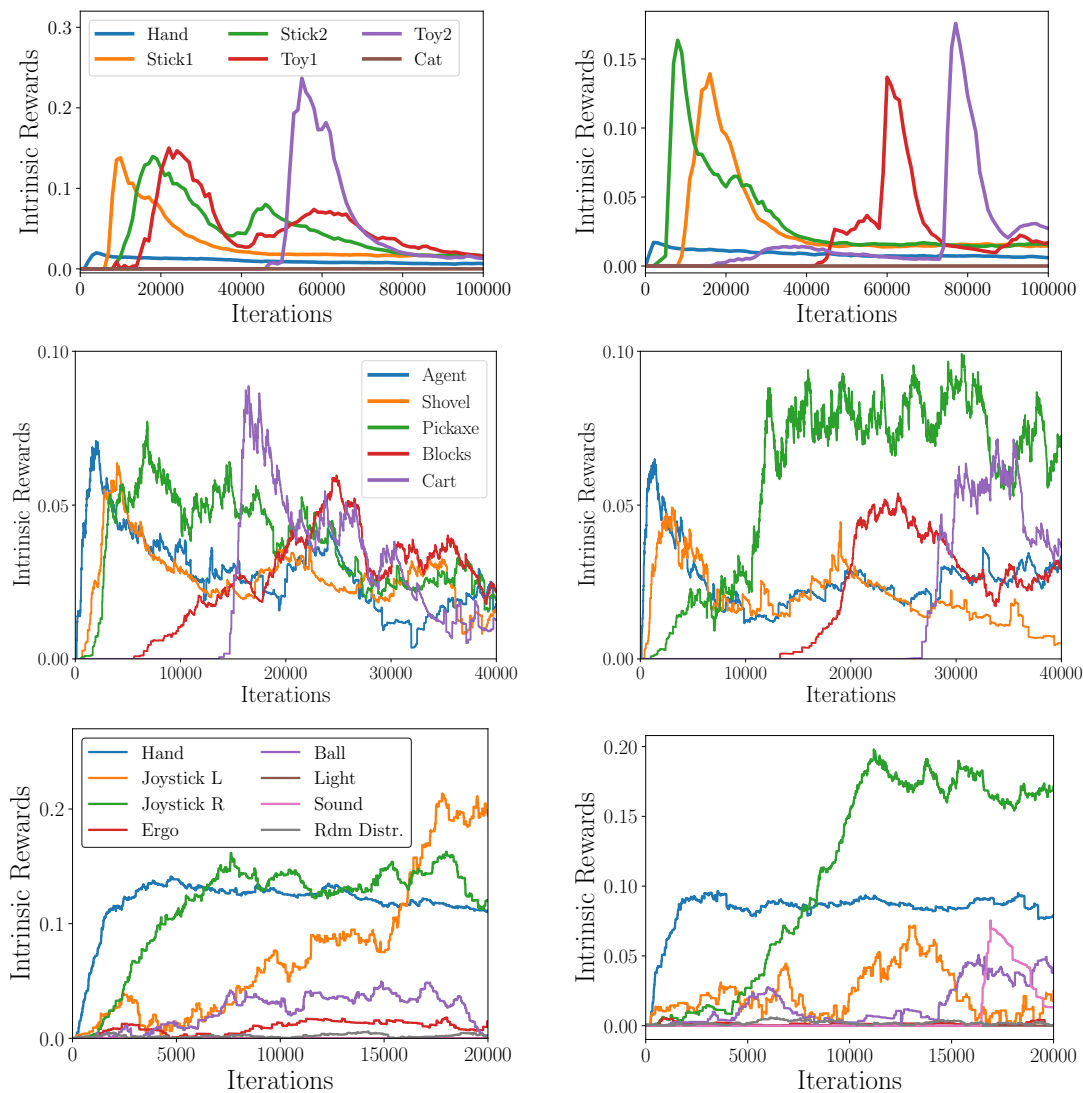 0.3
0.2
0.1
0.0
Intrinsic Rewards
Hand Stick2 Toy2
Stick1 Toy1 Cat
0 20000 40000 60000 80000 100000
Iterations
0.15
0.10
0.05
0.00
Intrinsic Rewards
0 20000 40000 60000 80000 100000
Iterations
0.10
0.05
0.00
Intrinsic Rewards
Agent
Shovel
Pickaxe
Blocks
Cart
0 10000 20000 30000 40000
Iterations
0.10
0.05
0.00
Intrinsic Rewards
0 10000 20000 30000 40000
Iterations
0.2
0.1
0.0
Intrinsic Rewards
Hand Ball
Joystick L Light
Joystick R Sound
Ergo Rdm Distr.
0 5000 10000 15000 20000
Iterations
0.20
0.15
0.10
0.05
0.00
Intrinsic Rewards
0 5000 10000 15000 20000
Iterations